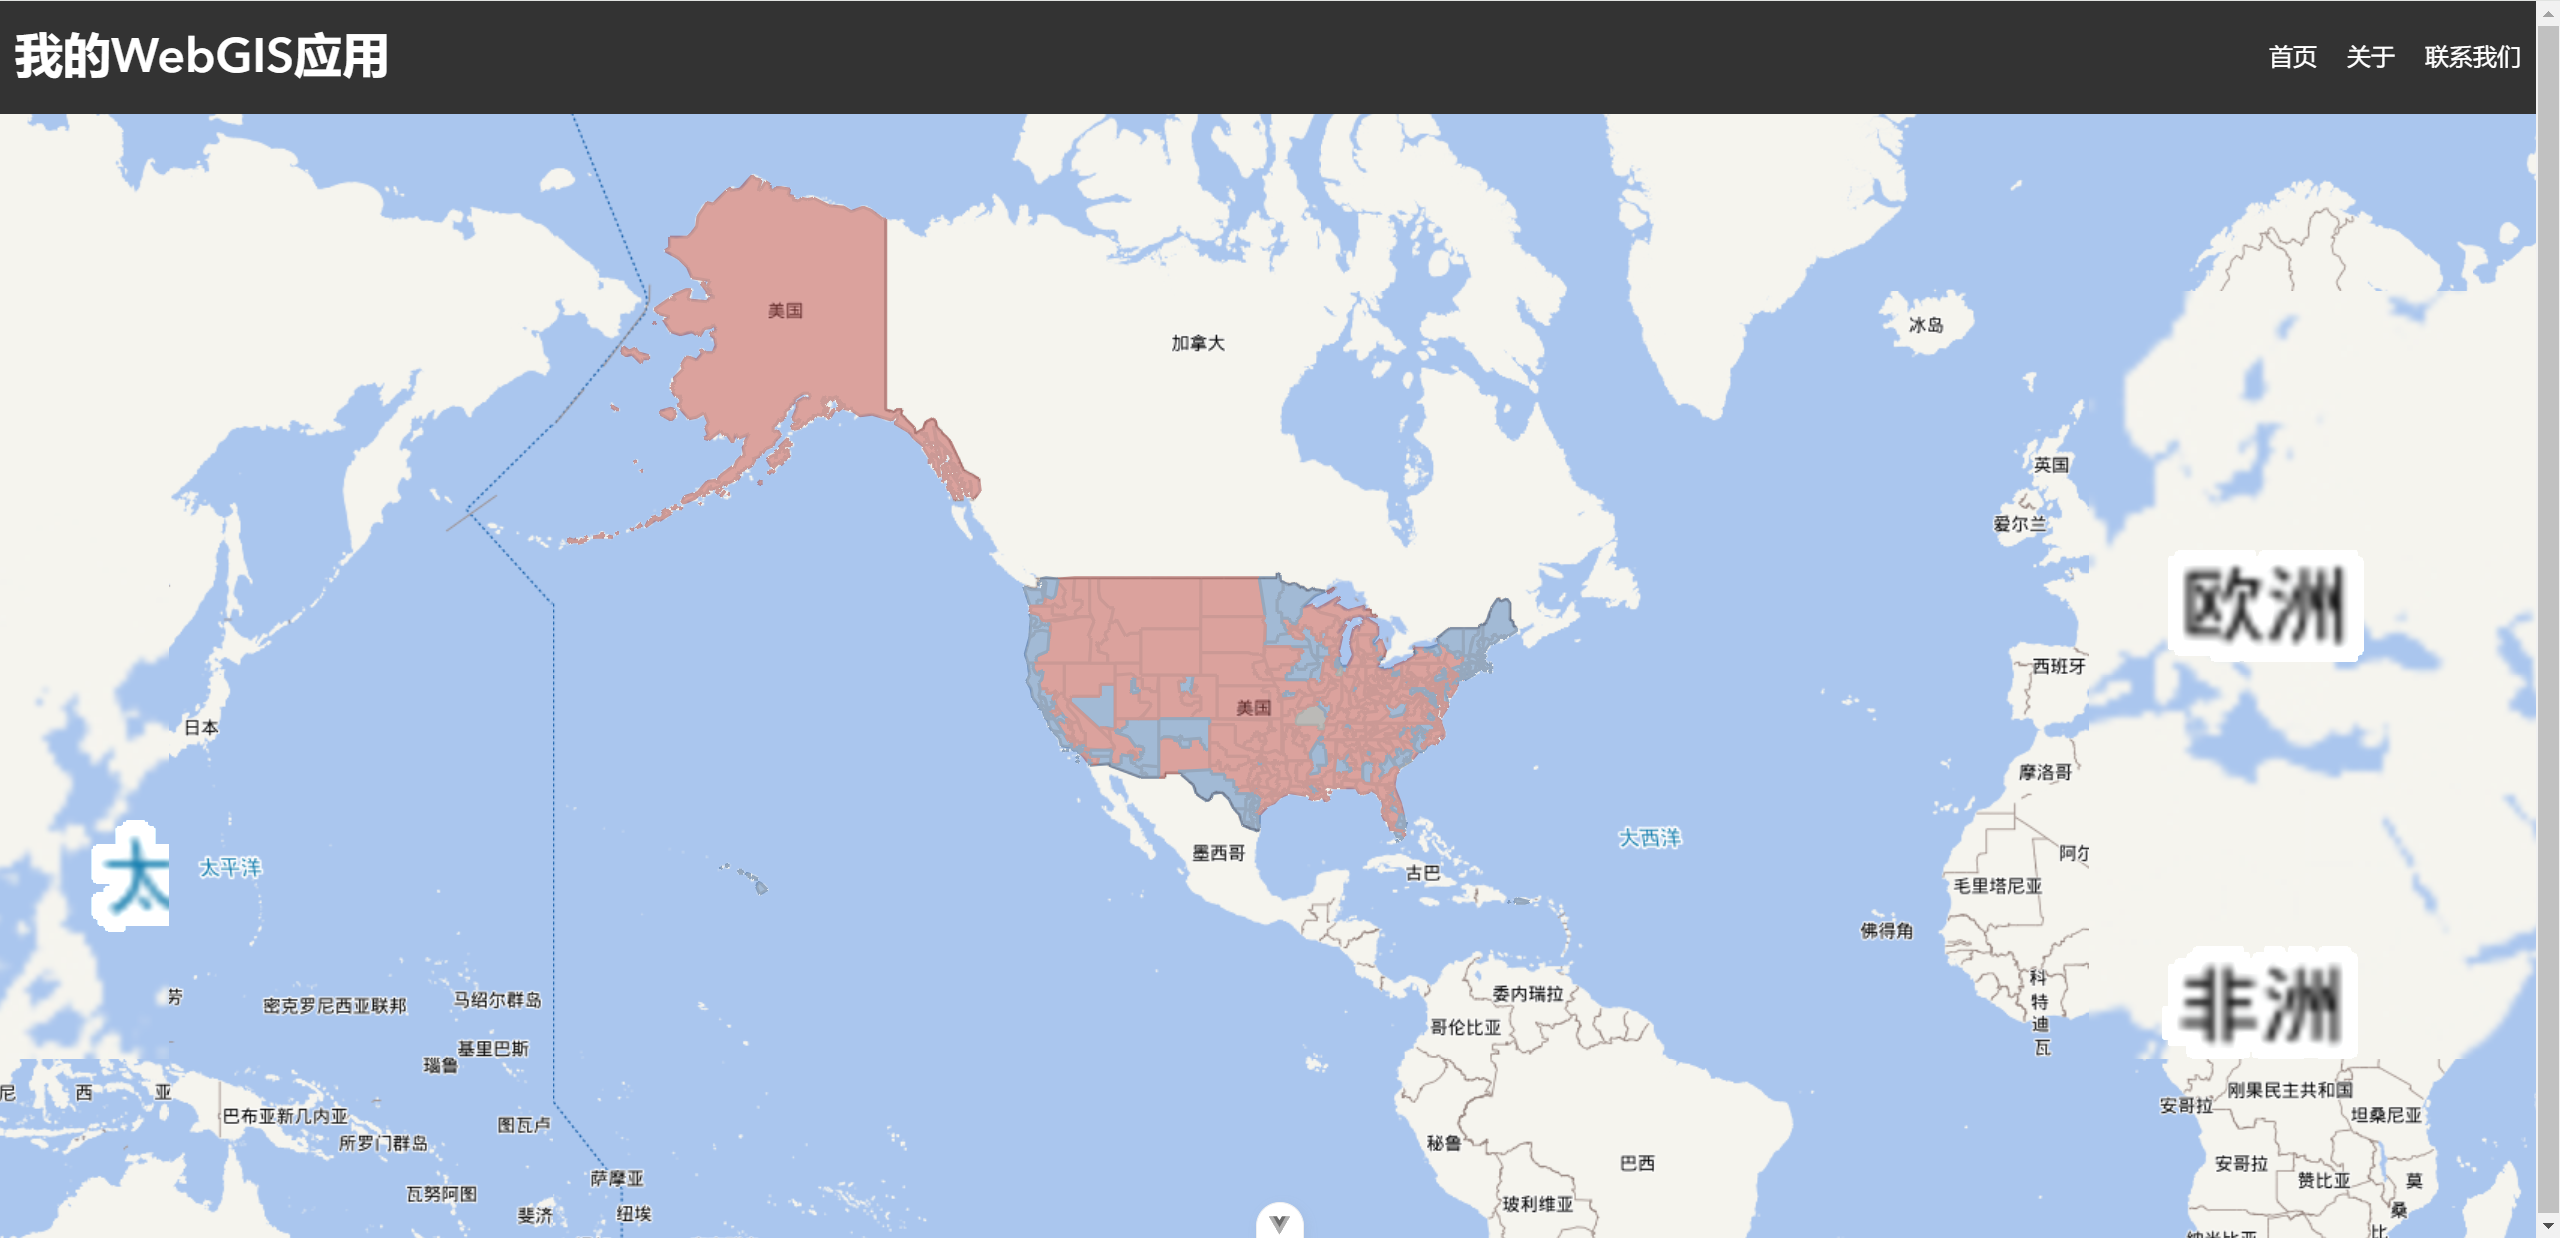 我的WebGIS应用
首页 关于 联系我们
美国
加拿大
冰岛
英国
爱尔兰
欧洲
西班牙
日本
美国
摩洛哥
太平洋
太
大西洋
墨西哥
古巴
阿尔
毛里塔尼亚
佛得角
非洲
劳
密克罗尼西亚联邦
马绍尔群岛
委内瑞拉
哥伦比亚
科
特
迪
瓦
基里巴斯
瑙鲁
尼 西 亚
巴布亚新几内亚
图瓦卢
所罗门群岛
刚果民主共和国
安哥拉
坦桑尼亚
秘鲁
巴西
安哥拉
萨摩亚
赞比亚
莫
桑
比
瓦努阿图
斐济
纽埃
玻利维亚